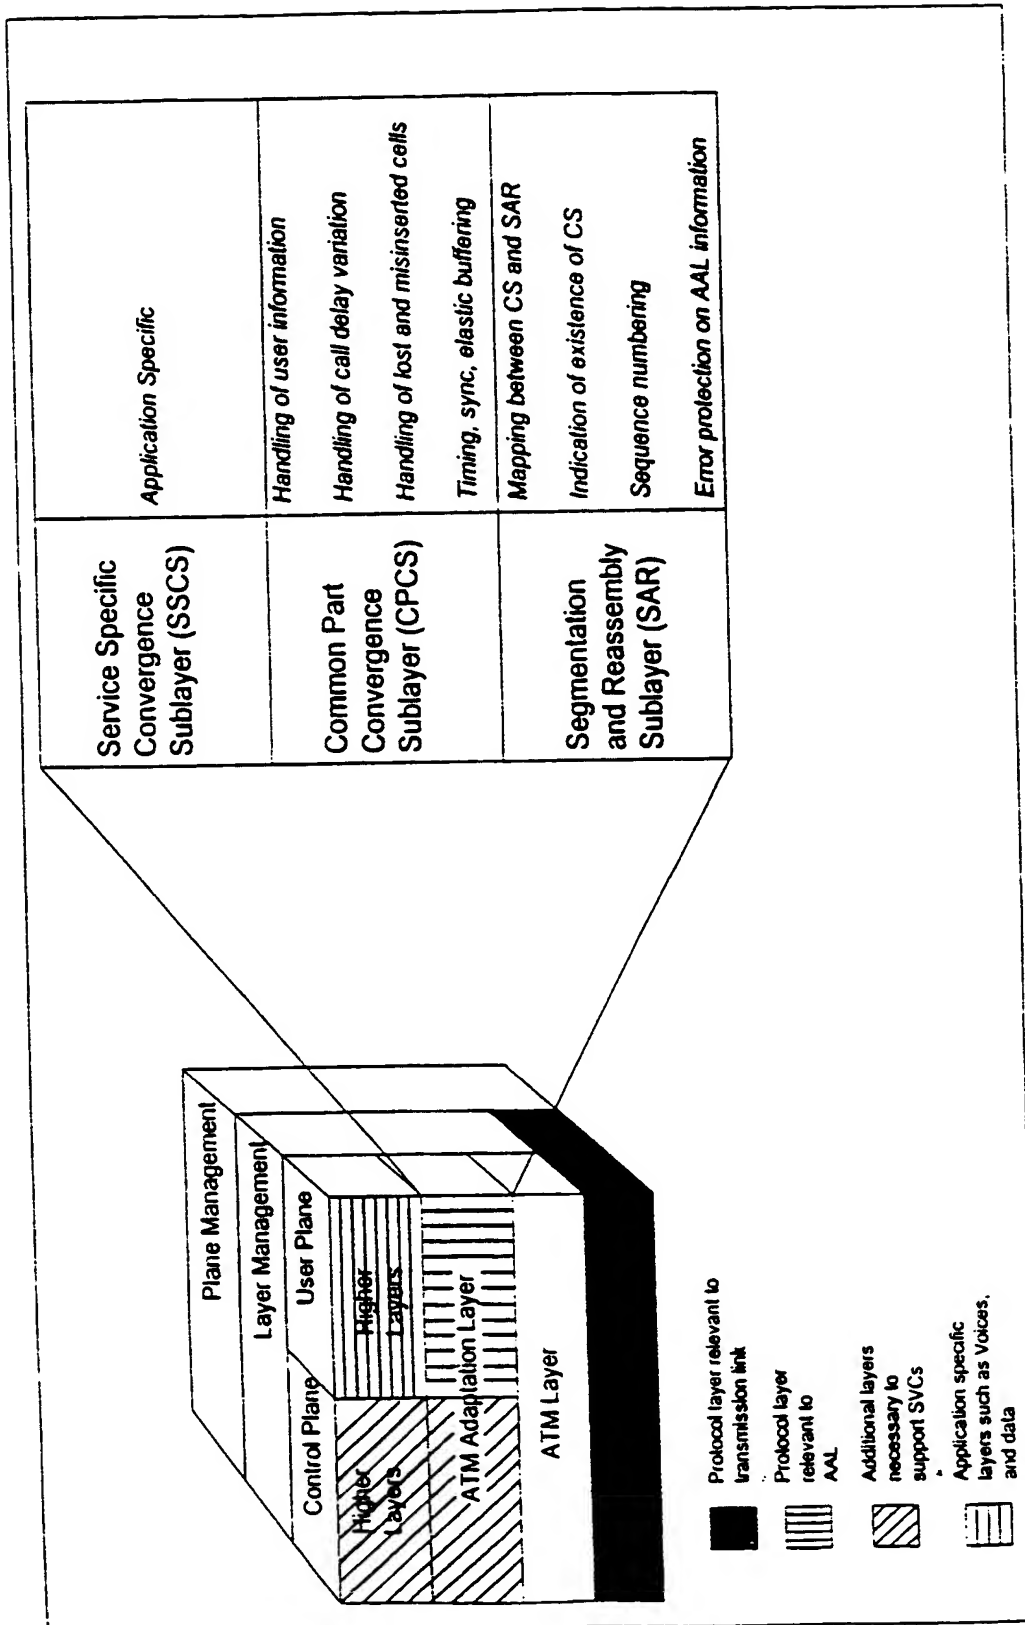 Plane Management
Layer Management
Control Plane
User Plane
Higher
Layers
Higher
Layers
ATM Adaptation Layer
ATM Layer
Service Specific
Convergence
Sublayer (SSCS)
Application Specific
Common Part
Convergence
Sublayer (CPCS)
Handling of user information
Handling of call delay variation
Handling of lost and misinserted cells
Timing, sync, elastic buffering
Segmentation
and Reassembly
Sublayer (SAR)
Mapping between CS and SAR
Indication of existence of CS
Sequence numbering
Error protection on AAL information
Protocol layer relevant to
transmission link
Protocol layer
relevant to
AAL
Additional layers
necessary to
support SVCs
Application specific
layers such as Voices,
and data